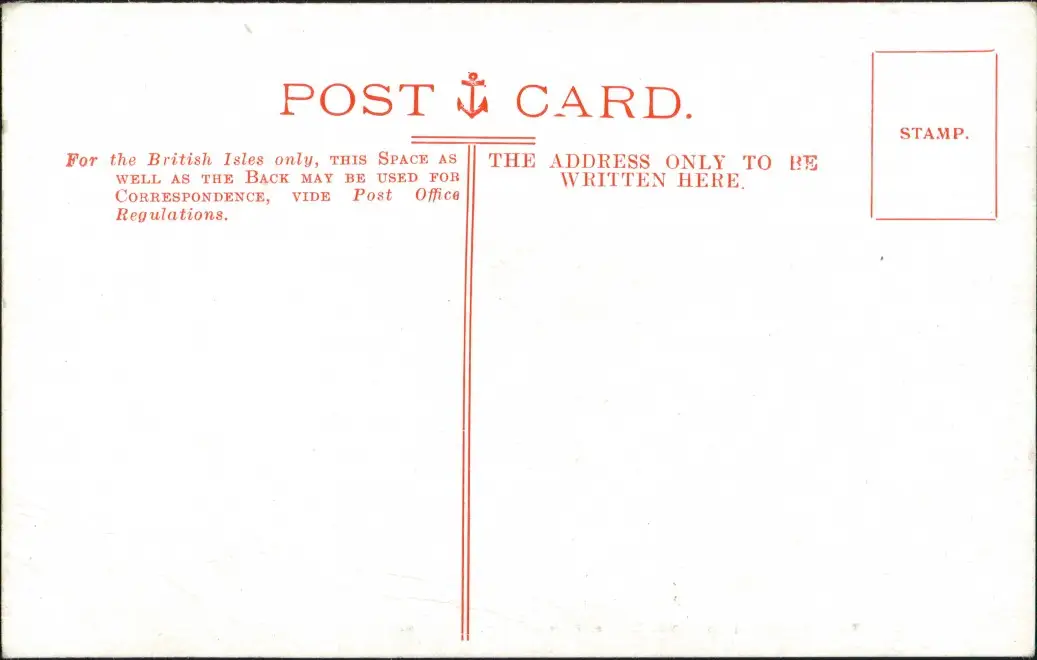 POST CARD.
STAMP.
For the British Isles only, THIS SPACE AS
WELL AS THE BACK MAY BE USED FOR
CORRESPONDENCE, VIDE Post Office
Regulations.
THE ADDRESS ONLY TO BE
WRITTEN HERE.